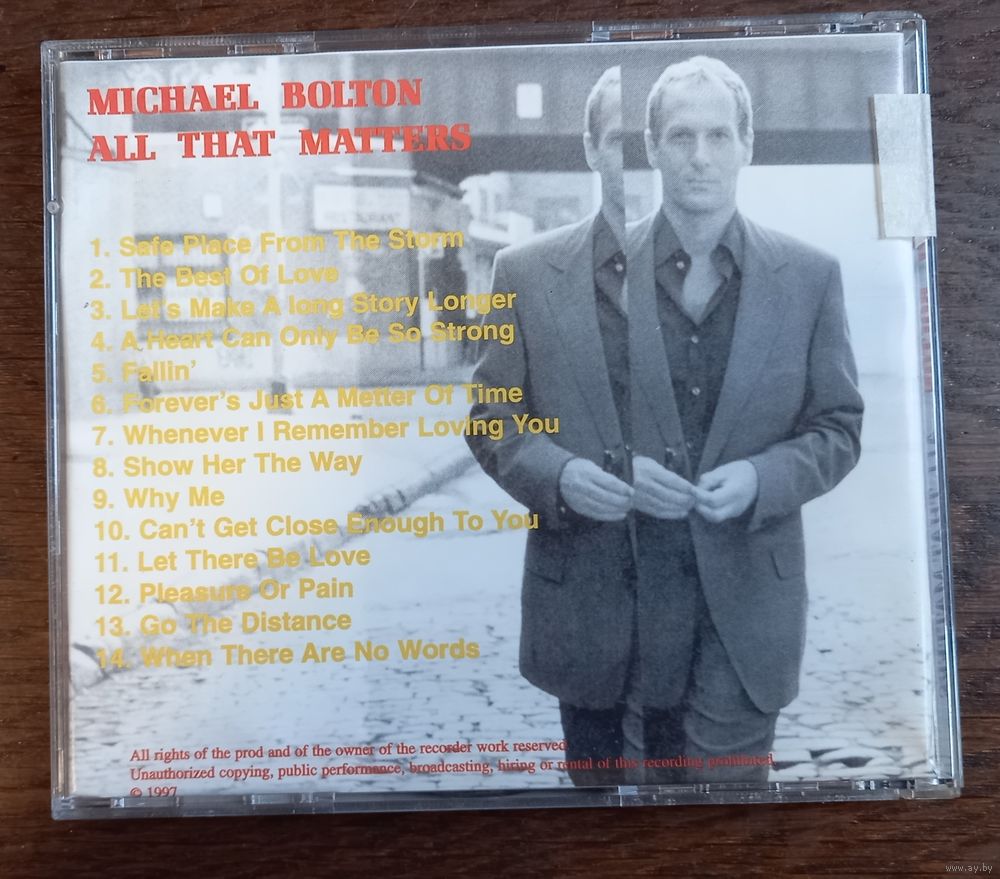 MICHAEL BOLTON
ALL THAT MATTERS
1. Safe Place From The Storm
2. The Best Of Love
3. Let's Make A long Story Longer
4. A Heart Can Only Be So Strong
5. Fallin'
6. Forever's Just A Metter Of Time
7. Whenever I Remember Loving You
8. Show Her The Way
9. Why Me
10. Can't Get Close Enough To You
11. Let There Be Love
12. Pleasure Or Pain
13. Go The Distance
14. When There Are No Words
All rights of the prod and of the owner of the recorder work reserved
Unauthorized copying, public performance, broadcasting, hiring or rental of this recording prohibited.
© 1997
www.ay.by